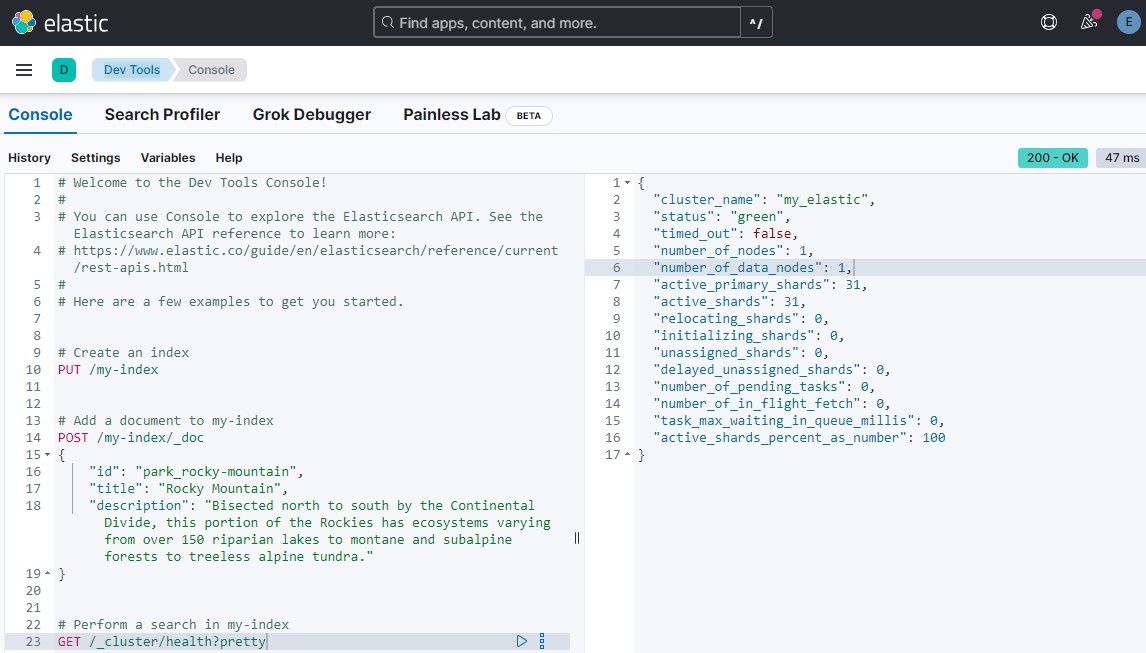 elastic
Find apps, content, and more.
^/
E
D
Dev Tools
Console
Console
Search Profiler
Grok Debugger
Painless Lab
BETA
History
Settings
Variables
Help
200 - OK
47 ms
1 # Welcome to the Dev Tools Console!
2 #
3 # You can use Console to explore the Elasticsearch API. See the
Elasticsearch API reference to learn more:
4 # https://www.elastic.co/guide/en/elasticsearch/reference/current
/rest-apis.html
5 #
6 # Here are a few examples to get you started.
7
8
9 # Create an index
10 PUT /my-index
11
12
13 # Add a document to my-index
14 POST /my-index/_doc
15 {
16 "id": "park_rocky-mountain",
17 "title": "Rocky Mountain",
18 "description": "Bisected north to south by the Continental
Divide, this portion of the Rockies has ecosystems varying
from over 150 riparian lakes to montane and subalpine
forests to treeless alpine tundra."
19 }
20
21
22 # Perform a search in my-index
23 GET /_cluster/health?pretty
1 {
2 "cluster_name": "my_elastic",
3 "status": "green",
4 "timed_out": false,
5 "number_of_nodes": 1,
6 "number_of_data_nodes": 1,
7 "active_primary_shards": 31,
8 "active_shards": 31,
9 "relocating_shards": 0,
10 "initializing_shards": 0,
11 "unassigned_shards": 0,
12 "delayed_unassigned_shards": 0,
13 "number_of_pending_tasks": 0,
14 "number_of_in_flight_fetch": 0,
15 "task_max_waiting_in_queue_millis": 0,
16 "active_shards_percent_as_number": 100
17 }